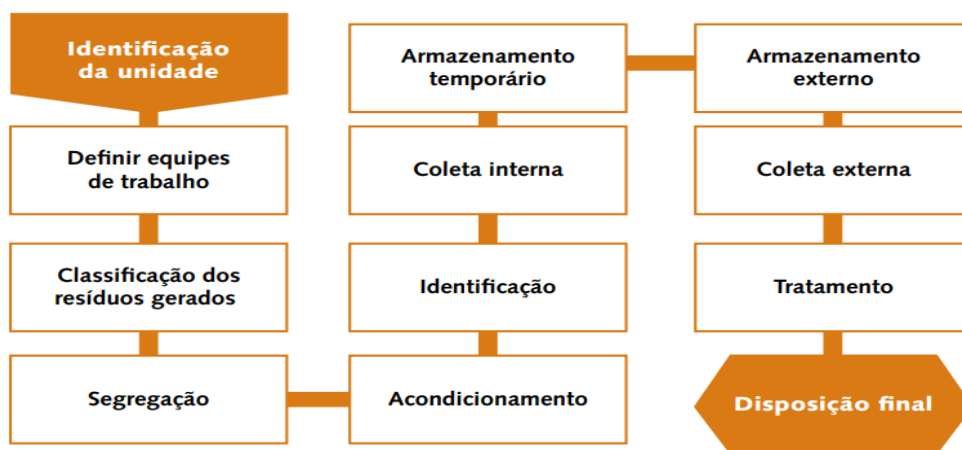 Identificação
da unidade
Definir equipes
de trabalho
Classificação dos
resíduos gerados
Segregação
Acondicionamento
Identificação
Coleta interna
Armazenamento
temporário
Armazenamento
externo
Coleta externa
Tratamento
Disposição final